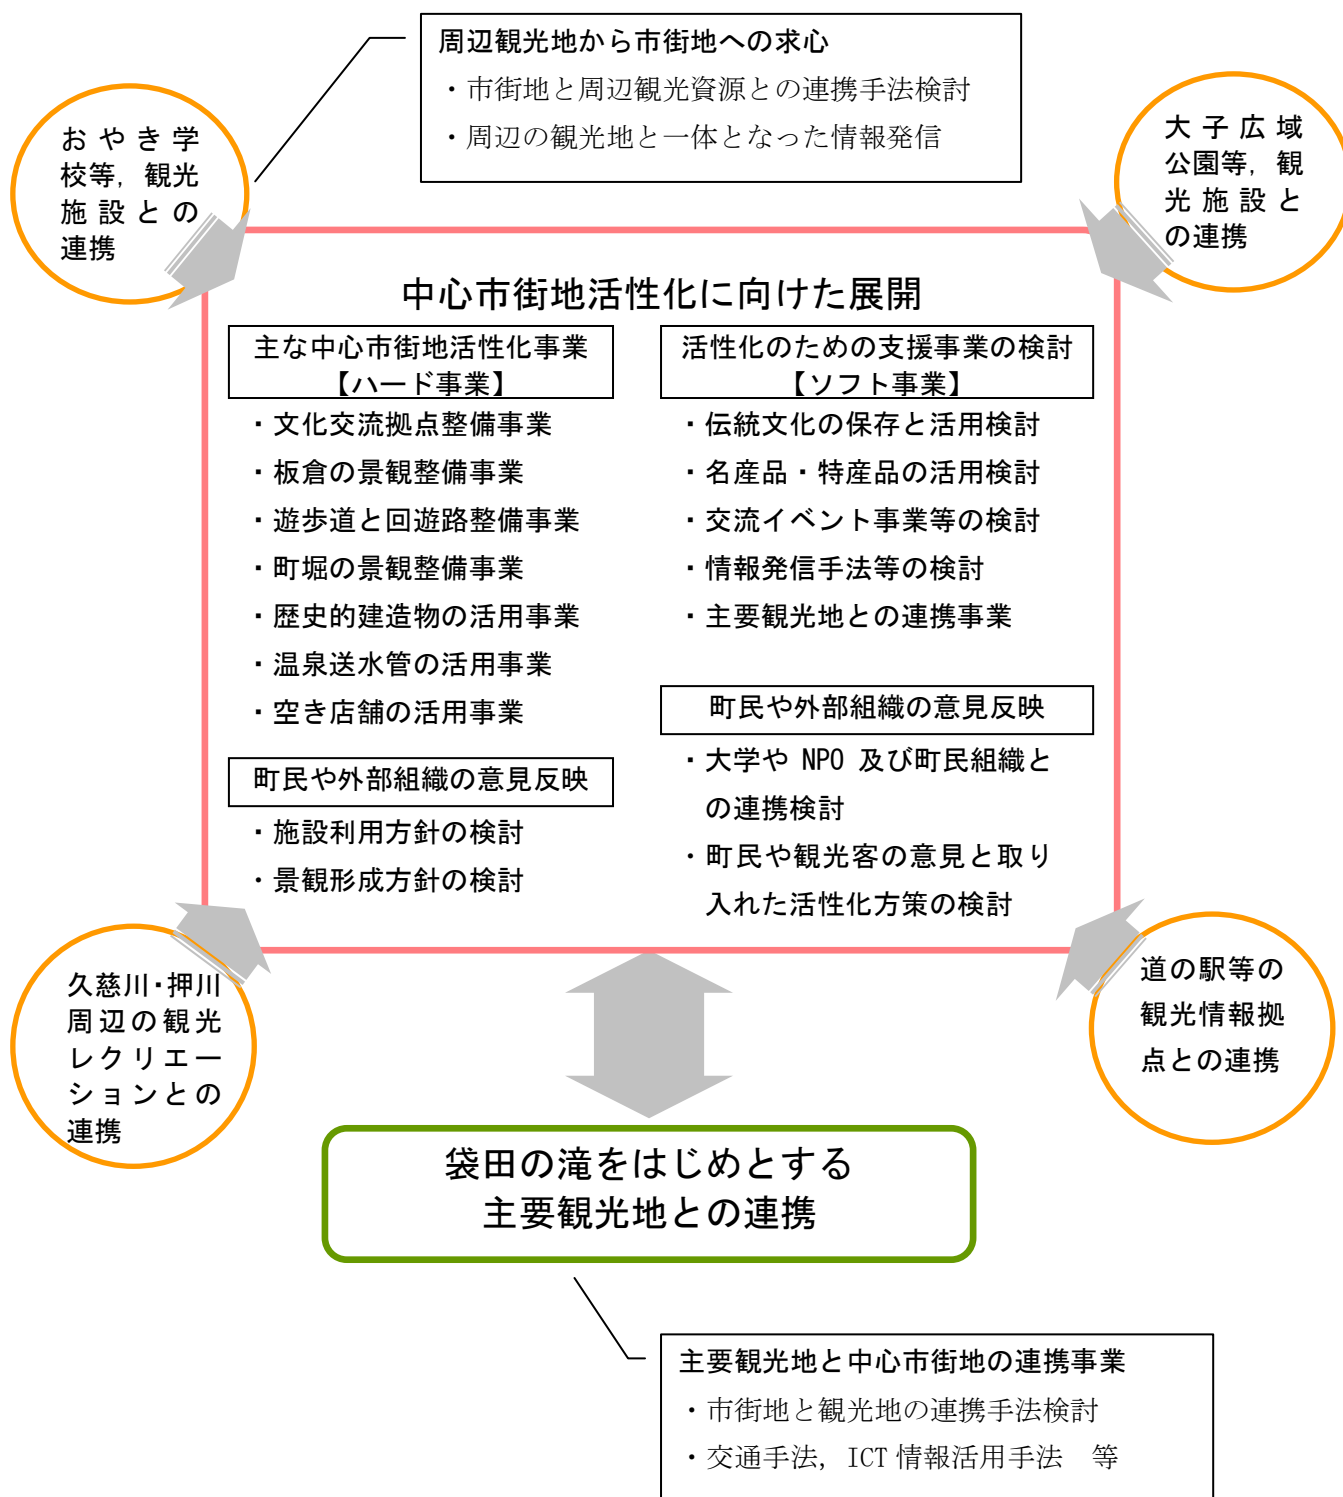 周辺観光地から市街地への求心
・市街地と周辺観光資源との連携手法検討
・周辺の観光地と一体となった情報発信
おやき学
校等，観光
施設との
連携
大子広域
公園等，観
光施設と
の連携
中心市街地活性化に向けた展開
主な中心市街地活性化事業
【ハード事業】
・文化交流拠点整備事業
・板倉の景観整備事業
・遊歩道と回遊路整備事業
・町堀の景観整備事業
・歴史的建造物の活用事業
・温泉送水管の活用事業
・空き店舗の活用事業
町民や外部組織の意見反映
・施設利用方針の検討
・景観形成方針の検討
活性化のための支援事業の検討
【ソフト事業】
・伝統文化の保存と活用検討
・名産品・特産品の活用検討
・交流イベント事業等の検討
・情報発信手法等の検討
・主要観光地との連携事業
町民や外部組織の意見反映
・大学や NPO 及び町民組織と
の連携検討
・町民や観光客の意見と取り
入れた活性化方策の検討
久慈川・押川
周辺の観光
レクリエー
ションとの
連携
道の駅等の
観光情報拠
点との連携
袋田の滝をはじめとする
主要観光地との連携
主要観光地と中心市街地の連携事業
・市街地と観光地の連携手法検討
・交通手法，ICT 情報活用手法　等